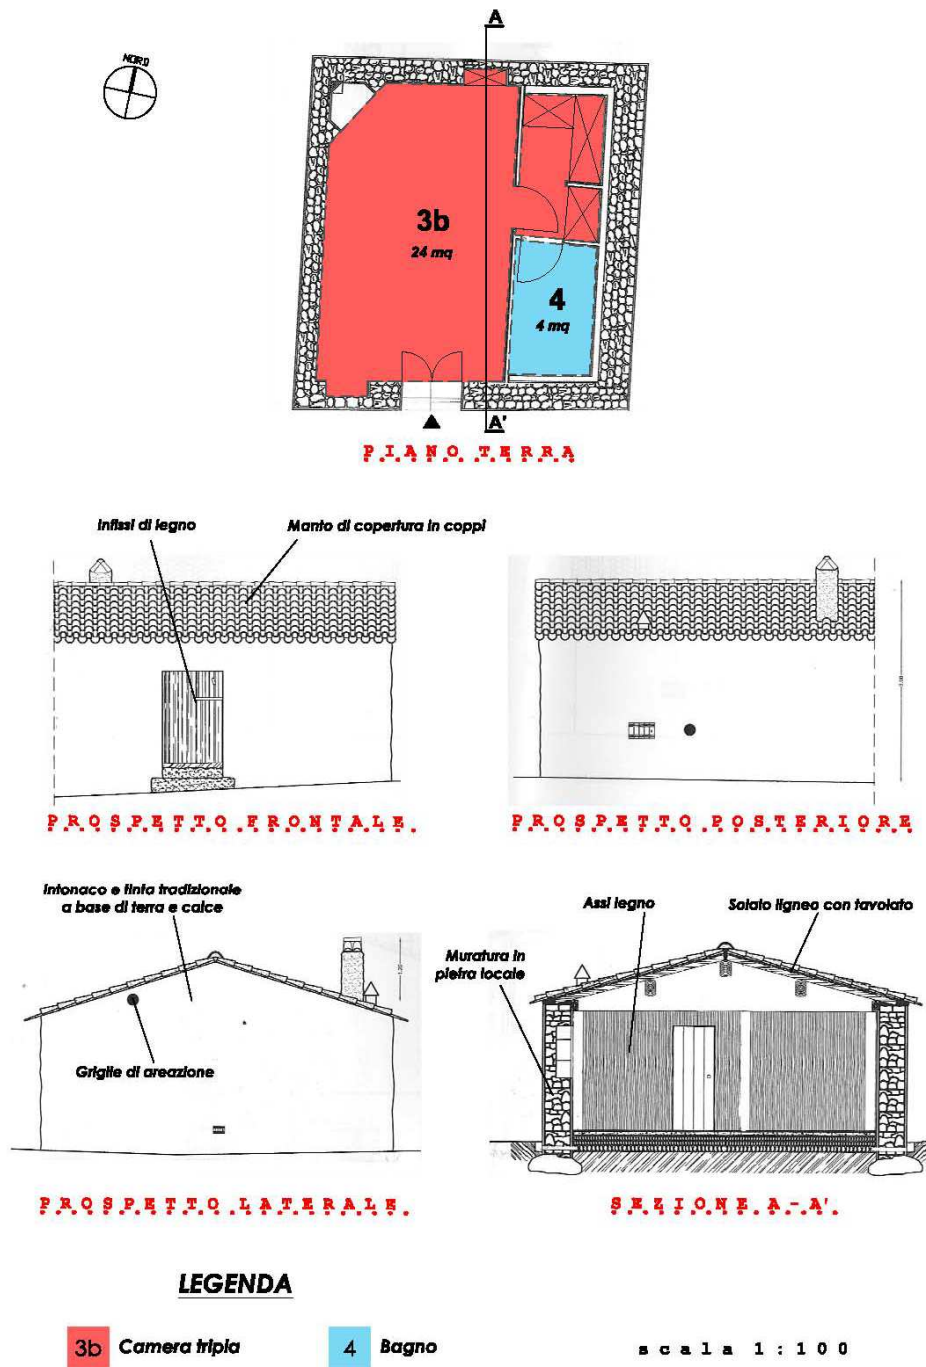 A
NORD
3b
24 mq
4
4 mq
A'
PIANO TERRA
Infissi di legno
Manto di copertura in coppi
PROSPETTO FRONTALE
PROSPETTO POSTERIORE
Intonaco e tinta tradizionale
a base di terra e calce
Griglie di areazione
Assi legno
Solaio ligneo con tavolato
Muratura in
pietra locale
PROSPETTO LATERALE
SEZIONE A-A'
LEGENDA
3b Camera tripla
4 Bagno
scala 1:100